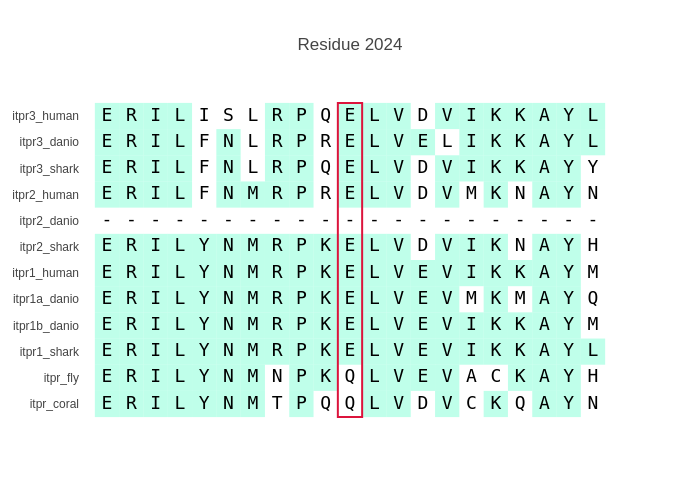 Residue 2024
itpr3_human E R I L I S L R P Q E L V D V I K K A Y L
itpr3_danio E R I L F N L R P R E L V E L I K K A Y L
itpr3_shark E R I L F N L R P Q E L V D V I K K A Y Y
itpr2_human E R I L F N M R P R E L V D V M K N A Y N
itpr2_danio - - - - - - - - - - - - - - - - - - - - -
itpr2_shark E R I L Y N M R P K E L V D V I K N A Y H
itpr1_human E R I L Y N M R P K E L V E V I K K A Y M
itpr1a_danio E R I L Y N M R P K E L V E V M K M A Y Q
itpr1b_danio E R I L Y N M R P K E L V E V I K K A Y M
itpr1_shark E R I L Y N M R P K E L V E V I K K A Y L
itpr_fly E R I L Y N M N P K Q L V E V A C K A Y H
itpr_coral E R I L Y N M T P Q Q L V D V C K Q A Y N